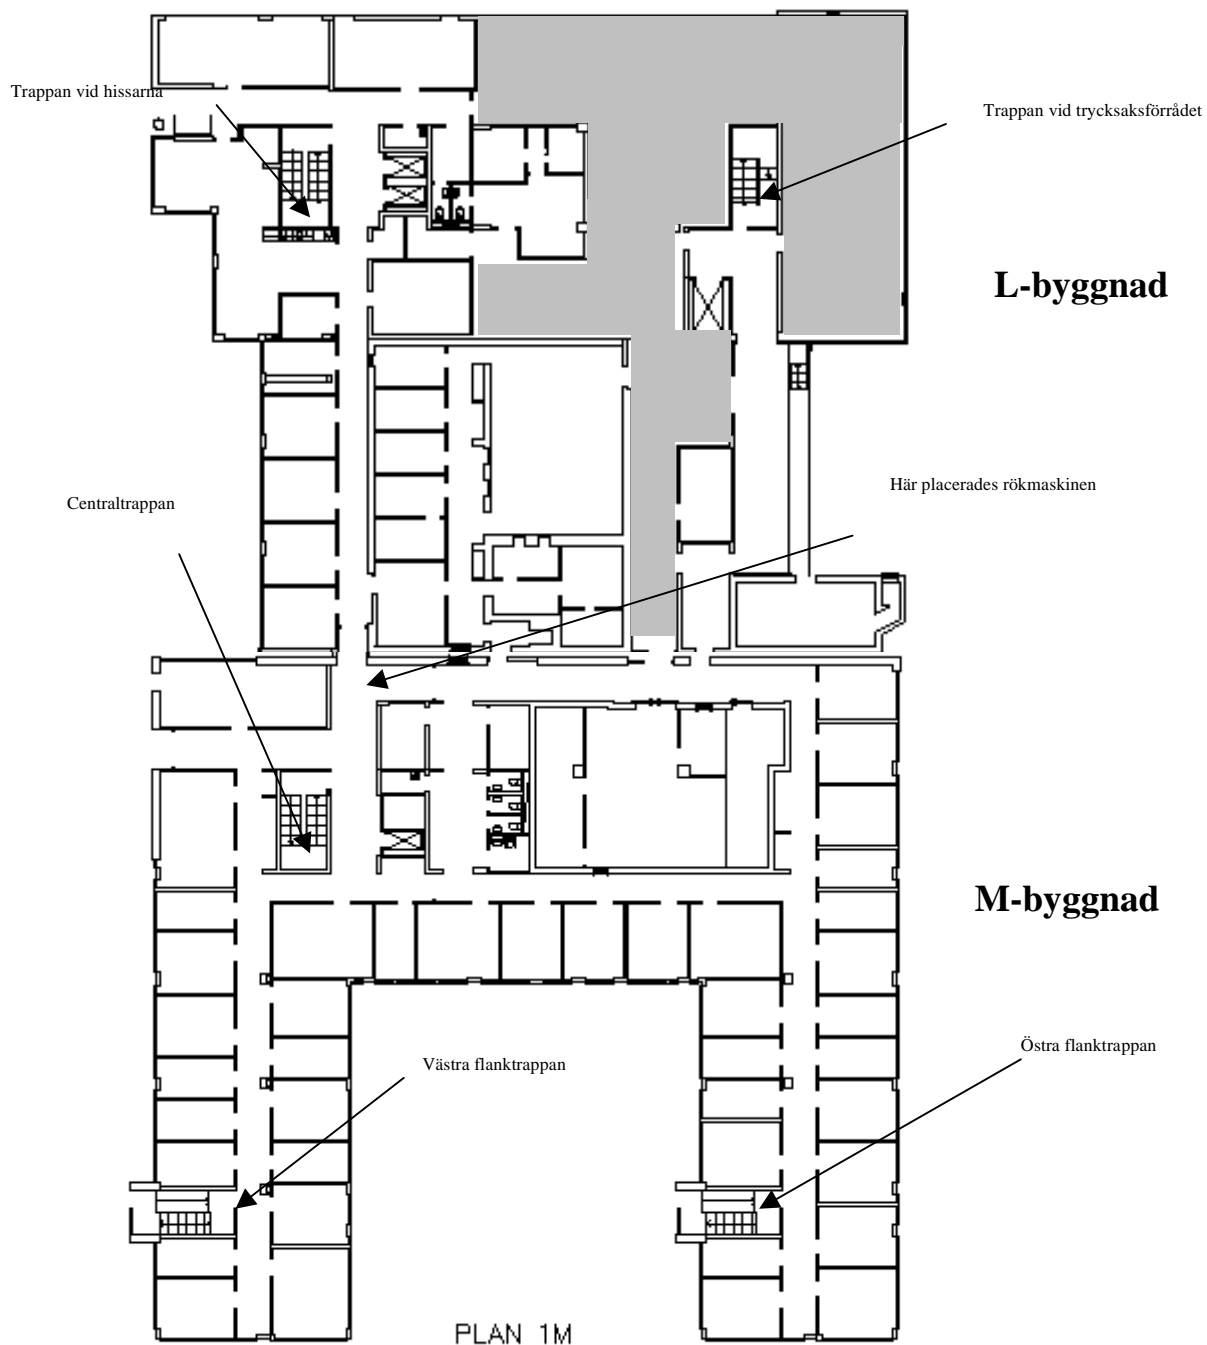 Trappan vid hissarna
Trappan vid trycksaksförrådet
L-byggnad
Här placerades rökmaskinen
Centraltrappan
M-byggnad
Östra flanktrappan
Västra flanktrappan
PLAN 1M